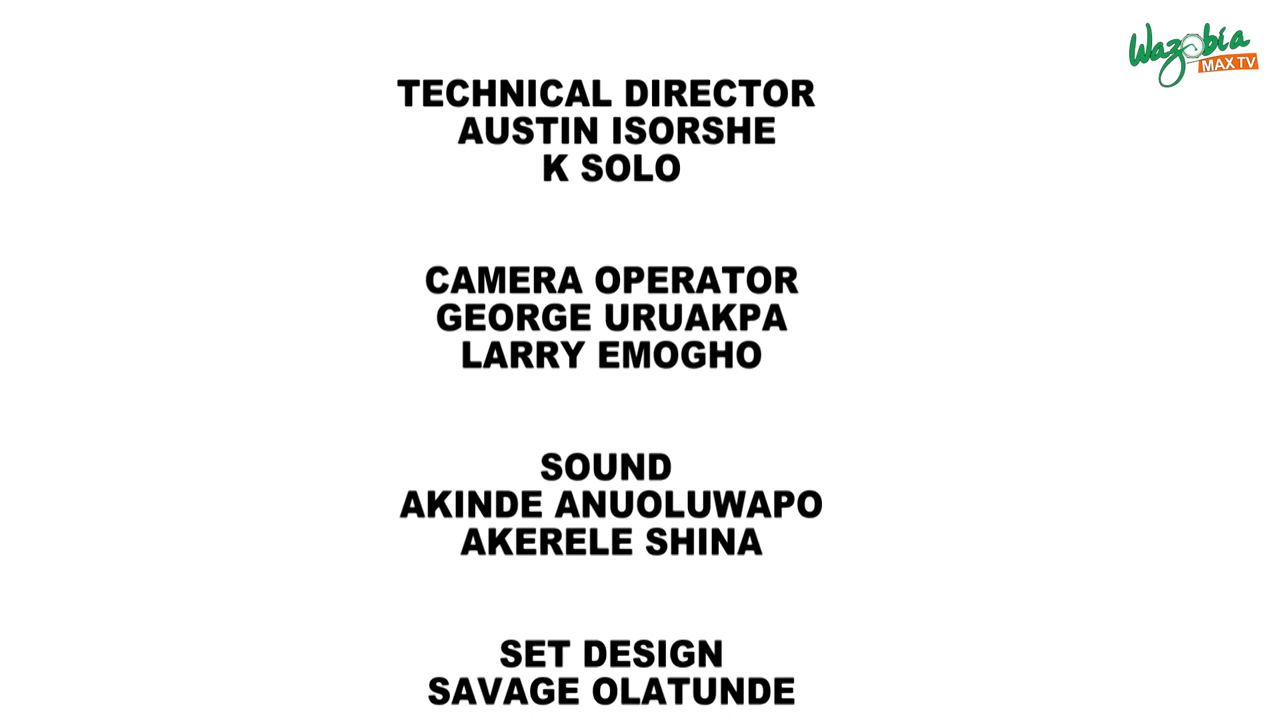 Wazobia
MAX TV
TECHNICAL DIRECTOR
AUSTIN ISORSHE
K SOLO
CAMERA OPERATOR
GEORGE URUAKPA
LARRY EMOGHO
SOUND
AKINDE ANUOLUWAPO
AKERELE SHINA
SET DESIGN
SAVAGE OLATUNDE